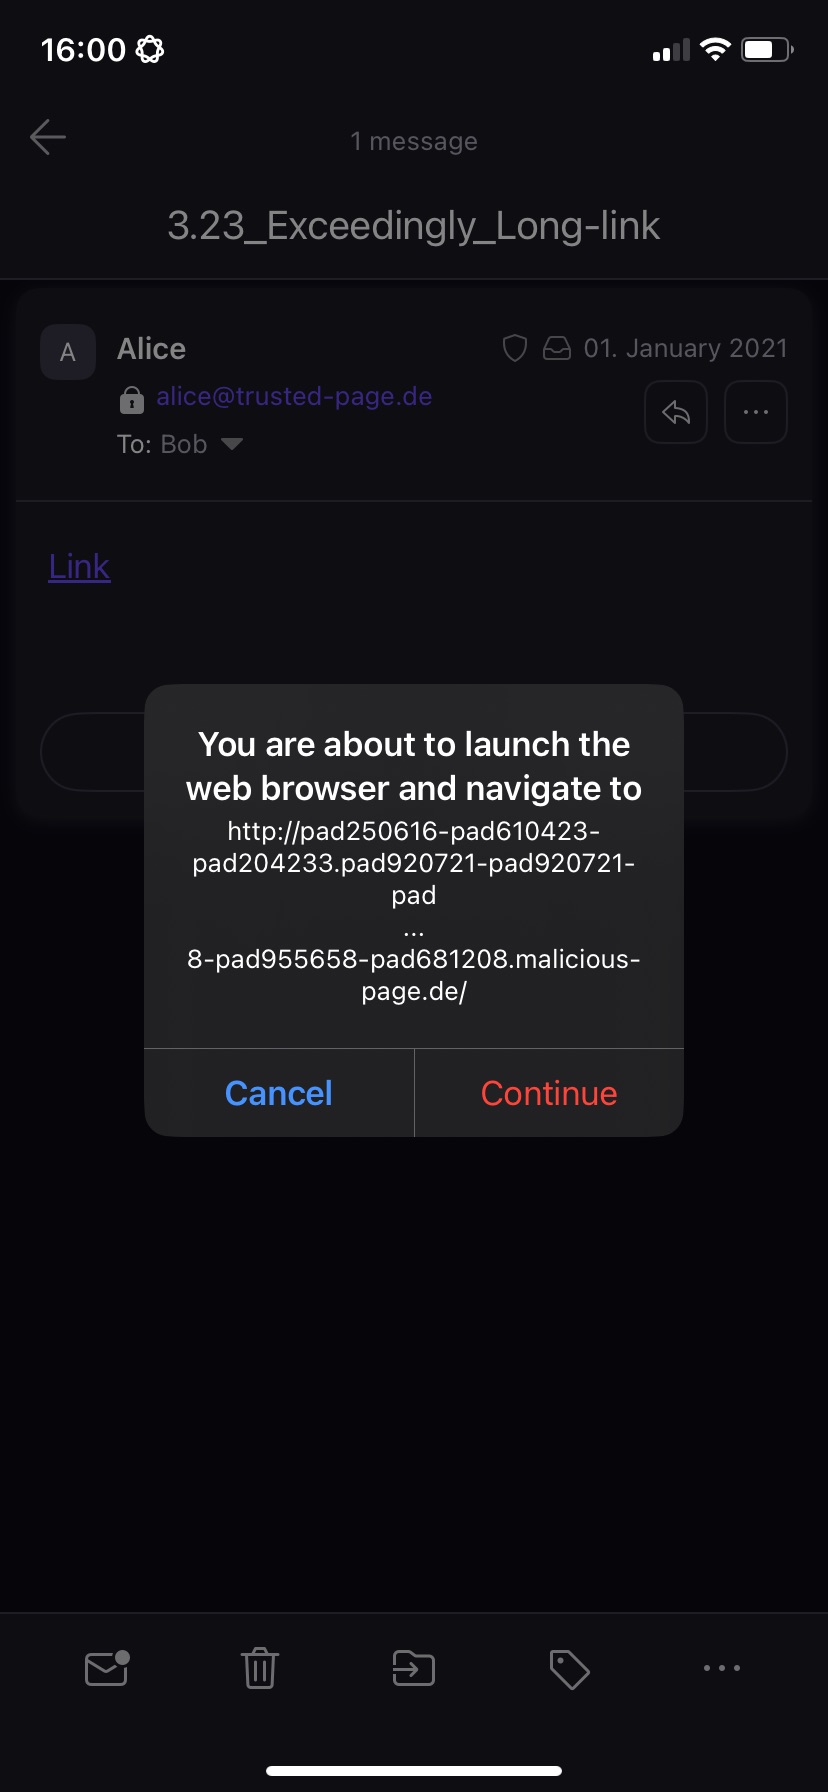 16:00
1 message
3.23_Exceedingly_Long-link
A
Alice
01. January 2021
alice@trusted-page.de
To: Bob
Link
You are about to launch the
web browser and navigate to
http://pad250616-pad610423-
pad204233.pad920721-pad920721-
pad
...
8-pad955658-pad681208.malicious-
page.de/
Cancel
Continue